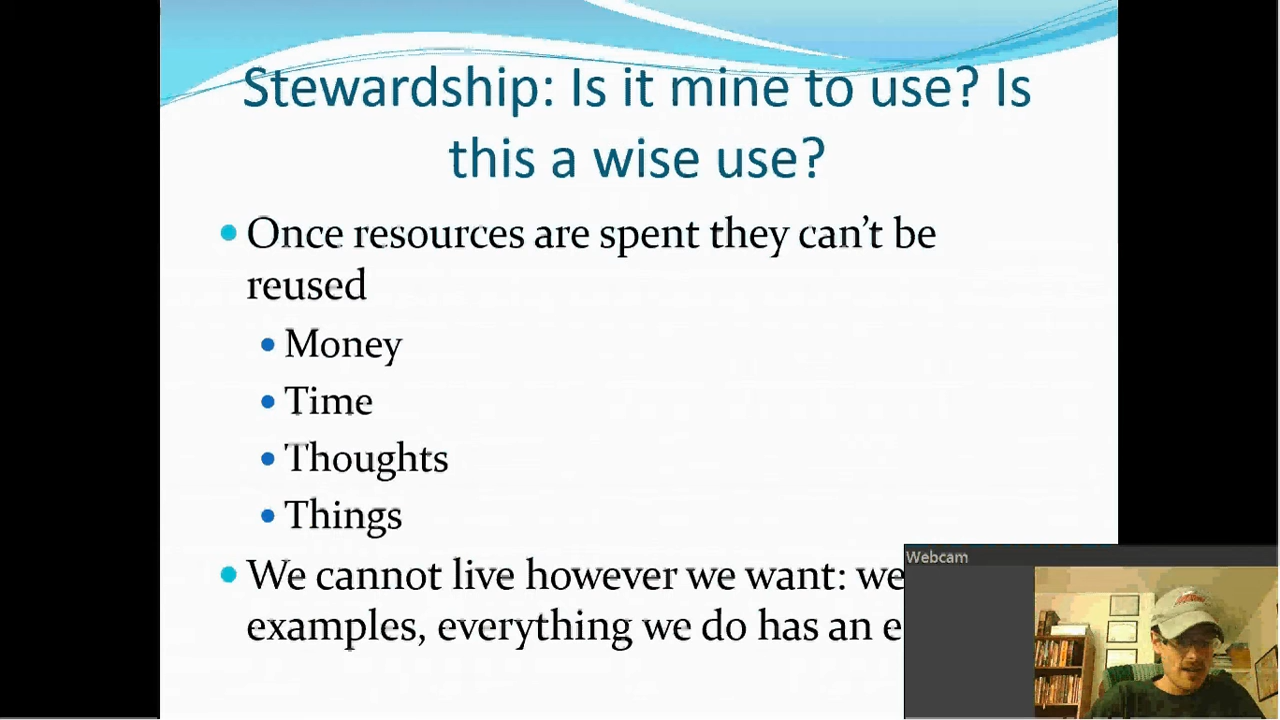 Stewardship: Is it mine to use? Is
this a wise use?
Once resources are spent they can’t be
reused
Money
Time
Thoughts
Things
We cannot live however we want: we
examples, everything we do has an
Webcam